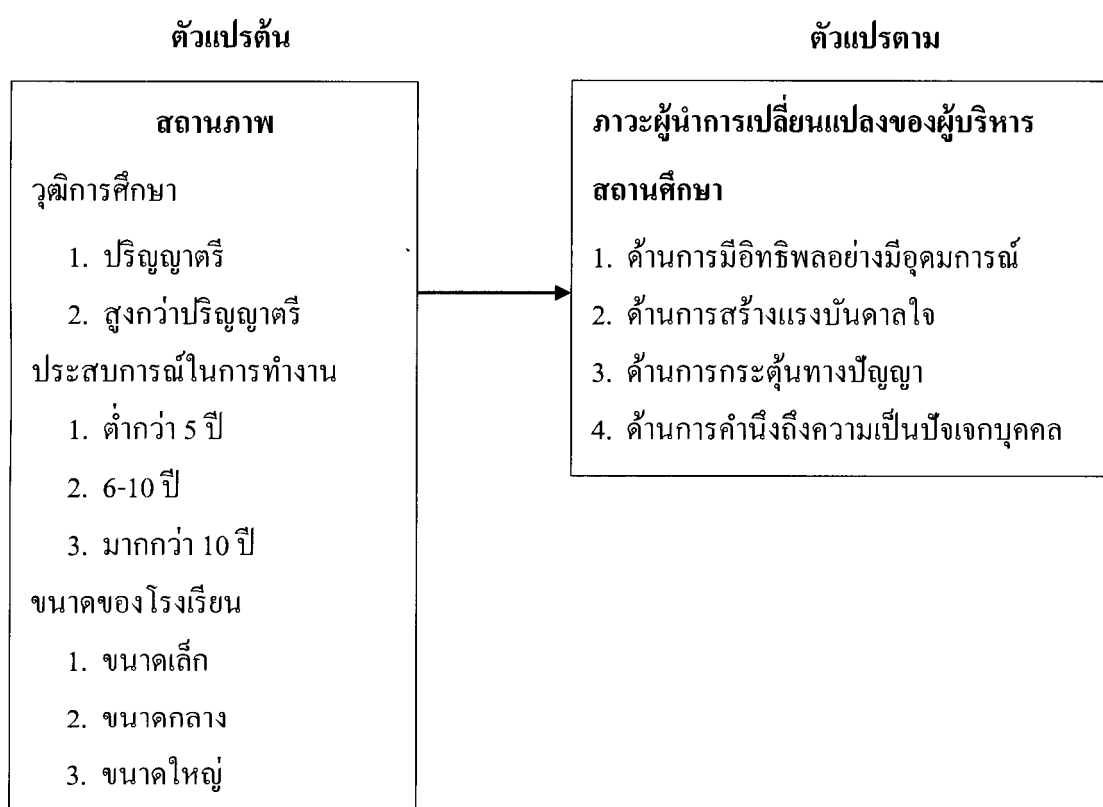 ตัวแปรต้น
สถานภาพ
วุฒิการศึกษา
1. ปริญญาตรี
2. สูงกว่าปริญญาตรี
ประสบการณ์ในการทำงาน
1. ต่ำกว่า 5 ปี
2. 6-10 ปี
3. มากกว่า 10 ปี
ขนาดของโรงเรียน
1. ขนาดเล็ก
2. ขนาดกลาง
3. ขนาดใหญ่
ตัวแปรตาม
ภาวะผู้นำการเปลี่ยนแปลงของผู้บริหาร
สถานศึกษา
1. ด้านการมีอิทธิพลอย่างมีอุดมการณ์
2. ด้านการสร้างแรงบันดาลใจ
3. ด้านการกระตุ้นทางปัญญา
4. ด้านการคำนึงถึงความเป็นปัจเจกบุคคล